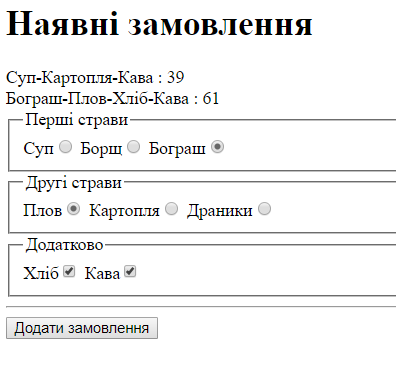 Наявні замовлення
Суп-Картопля-Кава : 39
Бограш-Плов-Хліб-Кава : 61
Перші страви
Суп Борщ Бограш
Другі страви
Плов Картопля Драники
Додатково
Хліб Кава
Додати замовлення